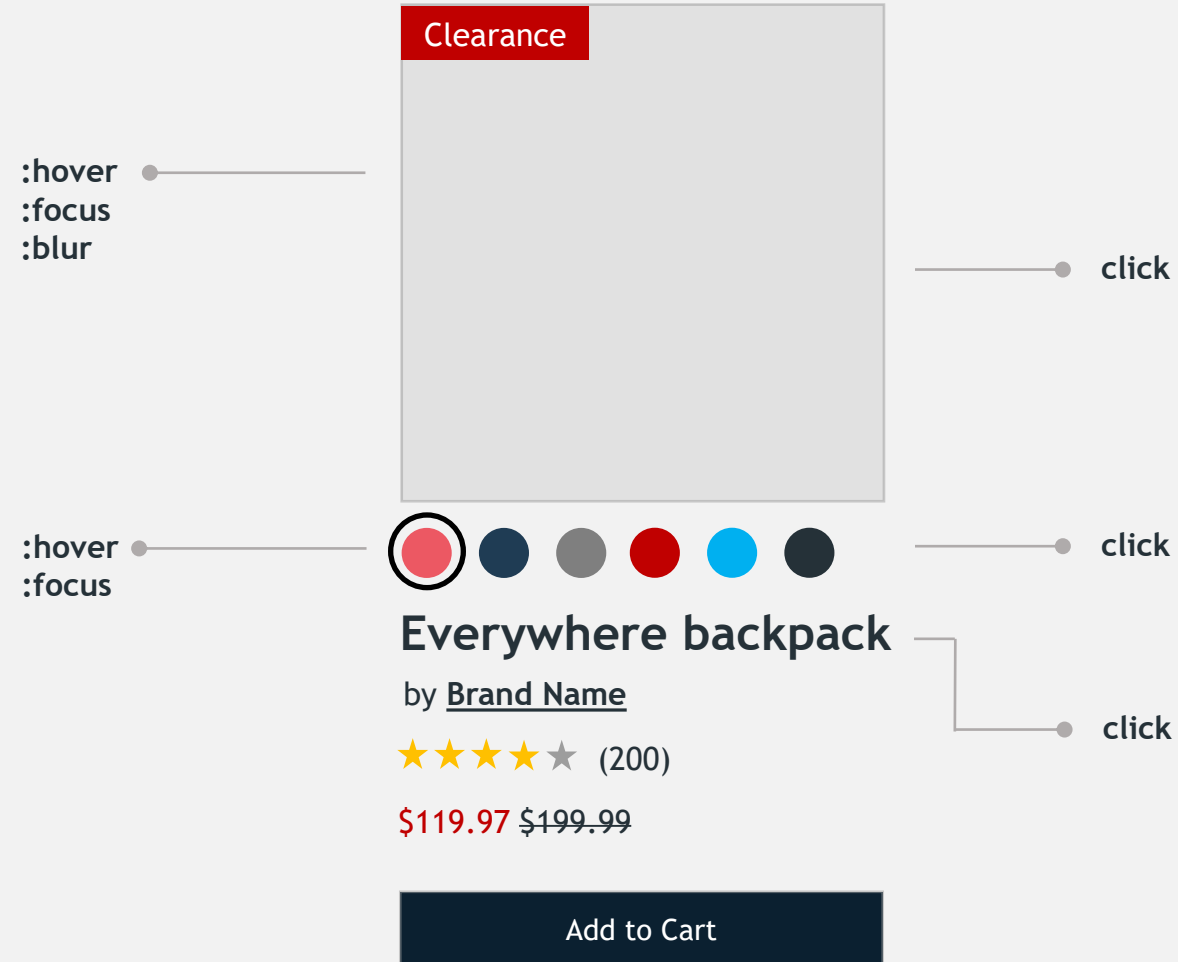 Clearance
:hover
:focus
:blur
click
:hover
:focus
click
Everywhere backpack
by Brand Name
click
(200)
$119.97 $199.99
Add to Cart